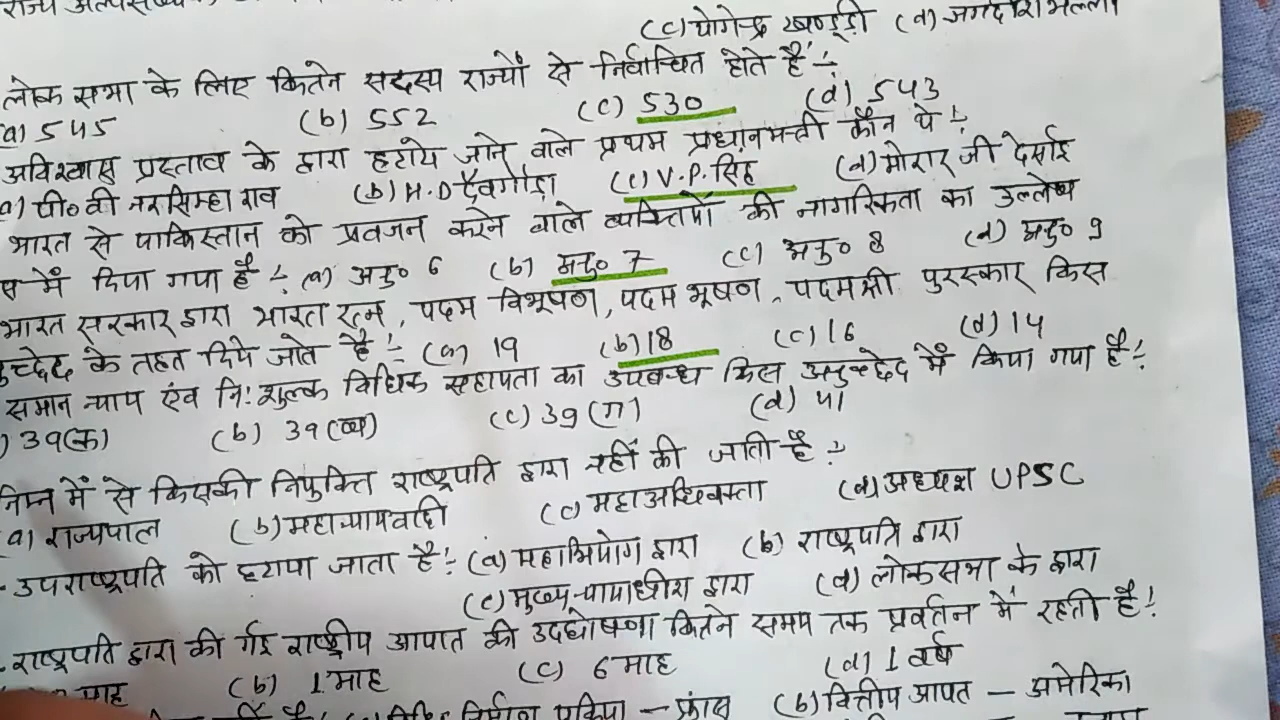 राज्य अल्पसंख्यक
(c) योगेन्द्र खण्डूड़ी (d) जगदीश भल्ला
लोक सभा के लिए कितने सदस्य राज्यों से निर्वाचित होते हैं :-
(a) 545 (b) 552 (c) 530 (d) 543
अविश्वास प्रस्ताव के द्वारा हटाये जाने वाले प्रथम प्रधानमन्त्री कौन थे :-
(a) पी० वी नरसिम्हा राव (b) H.D देवगौड़ा (c) V.P. सिंह (d) मोरार जी देसाई
भारत से पाकिस्तान को प्रवजन करने वाले व्यक्तियों की नागरिकता का उल्लेख
में दिया गया है :- (a) अनु० 6 (b) अनु० 7 (c) अनु० 8 (d) अनु० 9
भारत सरकार द्वारा भारत रत्न, पदम विभूषण, पदम भूषण, पदमश्री पुरस्कार किस
के तहत दिये जाते हैं :- (a) 19 (b) 18 (c) 16 (d) 14
समान न्याय एंव नि:शुल्क विधिक सहायता का उपबन्ध किस अनुच्छेद में किया गया है :-
) 39(क) (b) 39(ख) (c) 39(ग) (d) 41
निम्न में से किसकी नियुक्ति राष्ट्रपति द्वारा नहीं की जाती है :-
(a) राज्यपाल (b) महान्यायवादी (c) महाअधिवक्ता (d) अध्यक्ष UPSC
उपराष्ट्रपति को हटाया जाता है :- (a) महाभियोग द्वारा (b) राष्ट्रपति द्वारा
(c) मुख्य न्यायाधीश द्वारा (d) लोकसभा के द्वारा
राष्ट्रपति द्वारा की गई राष्ट्रीय आपात की उद्घोषणा कितने समय तक प्रवर्तन में रहती है :-
माह (b) 1 माह (c) 6 माह (d) 1 वर्ष
निर्माण प्रक्रिया - फ्रांस (b) वित्तीय आपत - अमेरिका